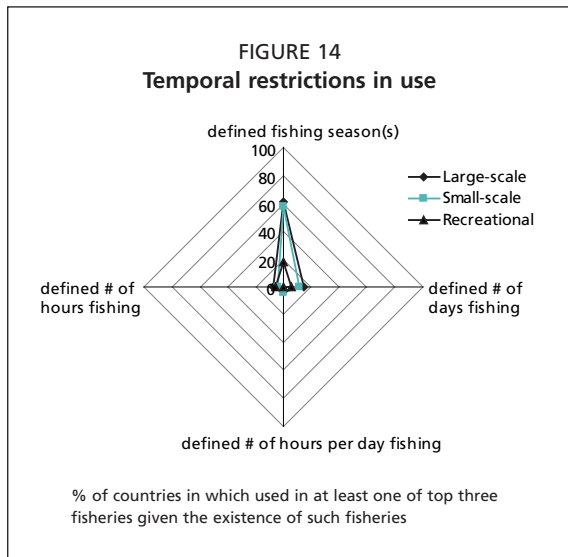 FIGURE 14
Temporal restrictions in use
defined fishing season(s)
100
80
60
40
20
0
Large-scale
Small-scale
Recreational
defined # of
hours fishing
defined # of
days fishing
defined # of hours per day fishing
% of countries in which used in at least one of top three
fisheries given the existence of such fisheries